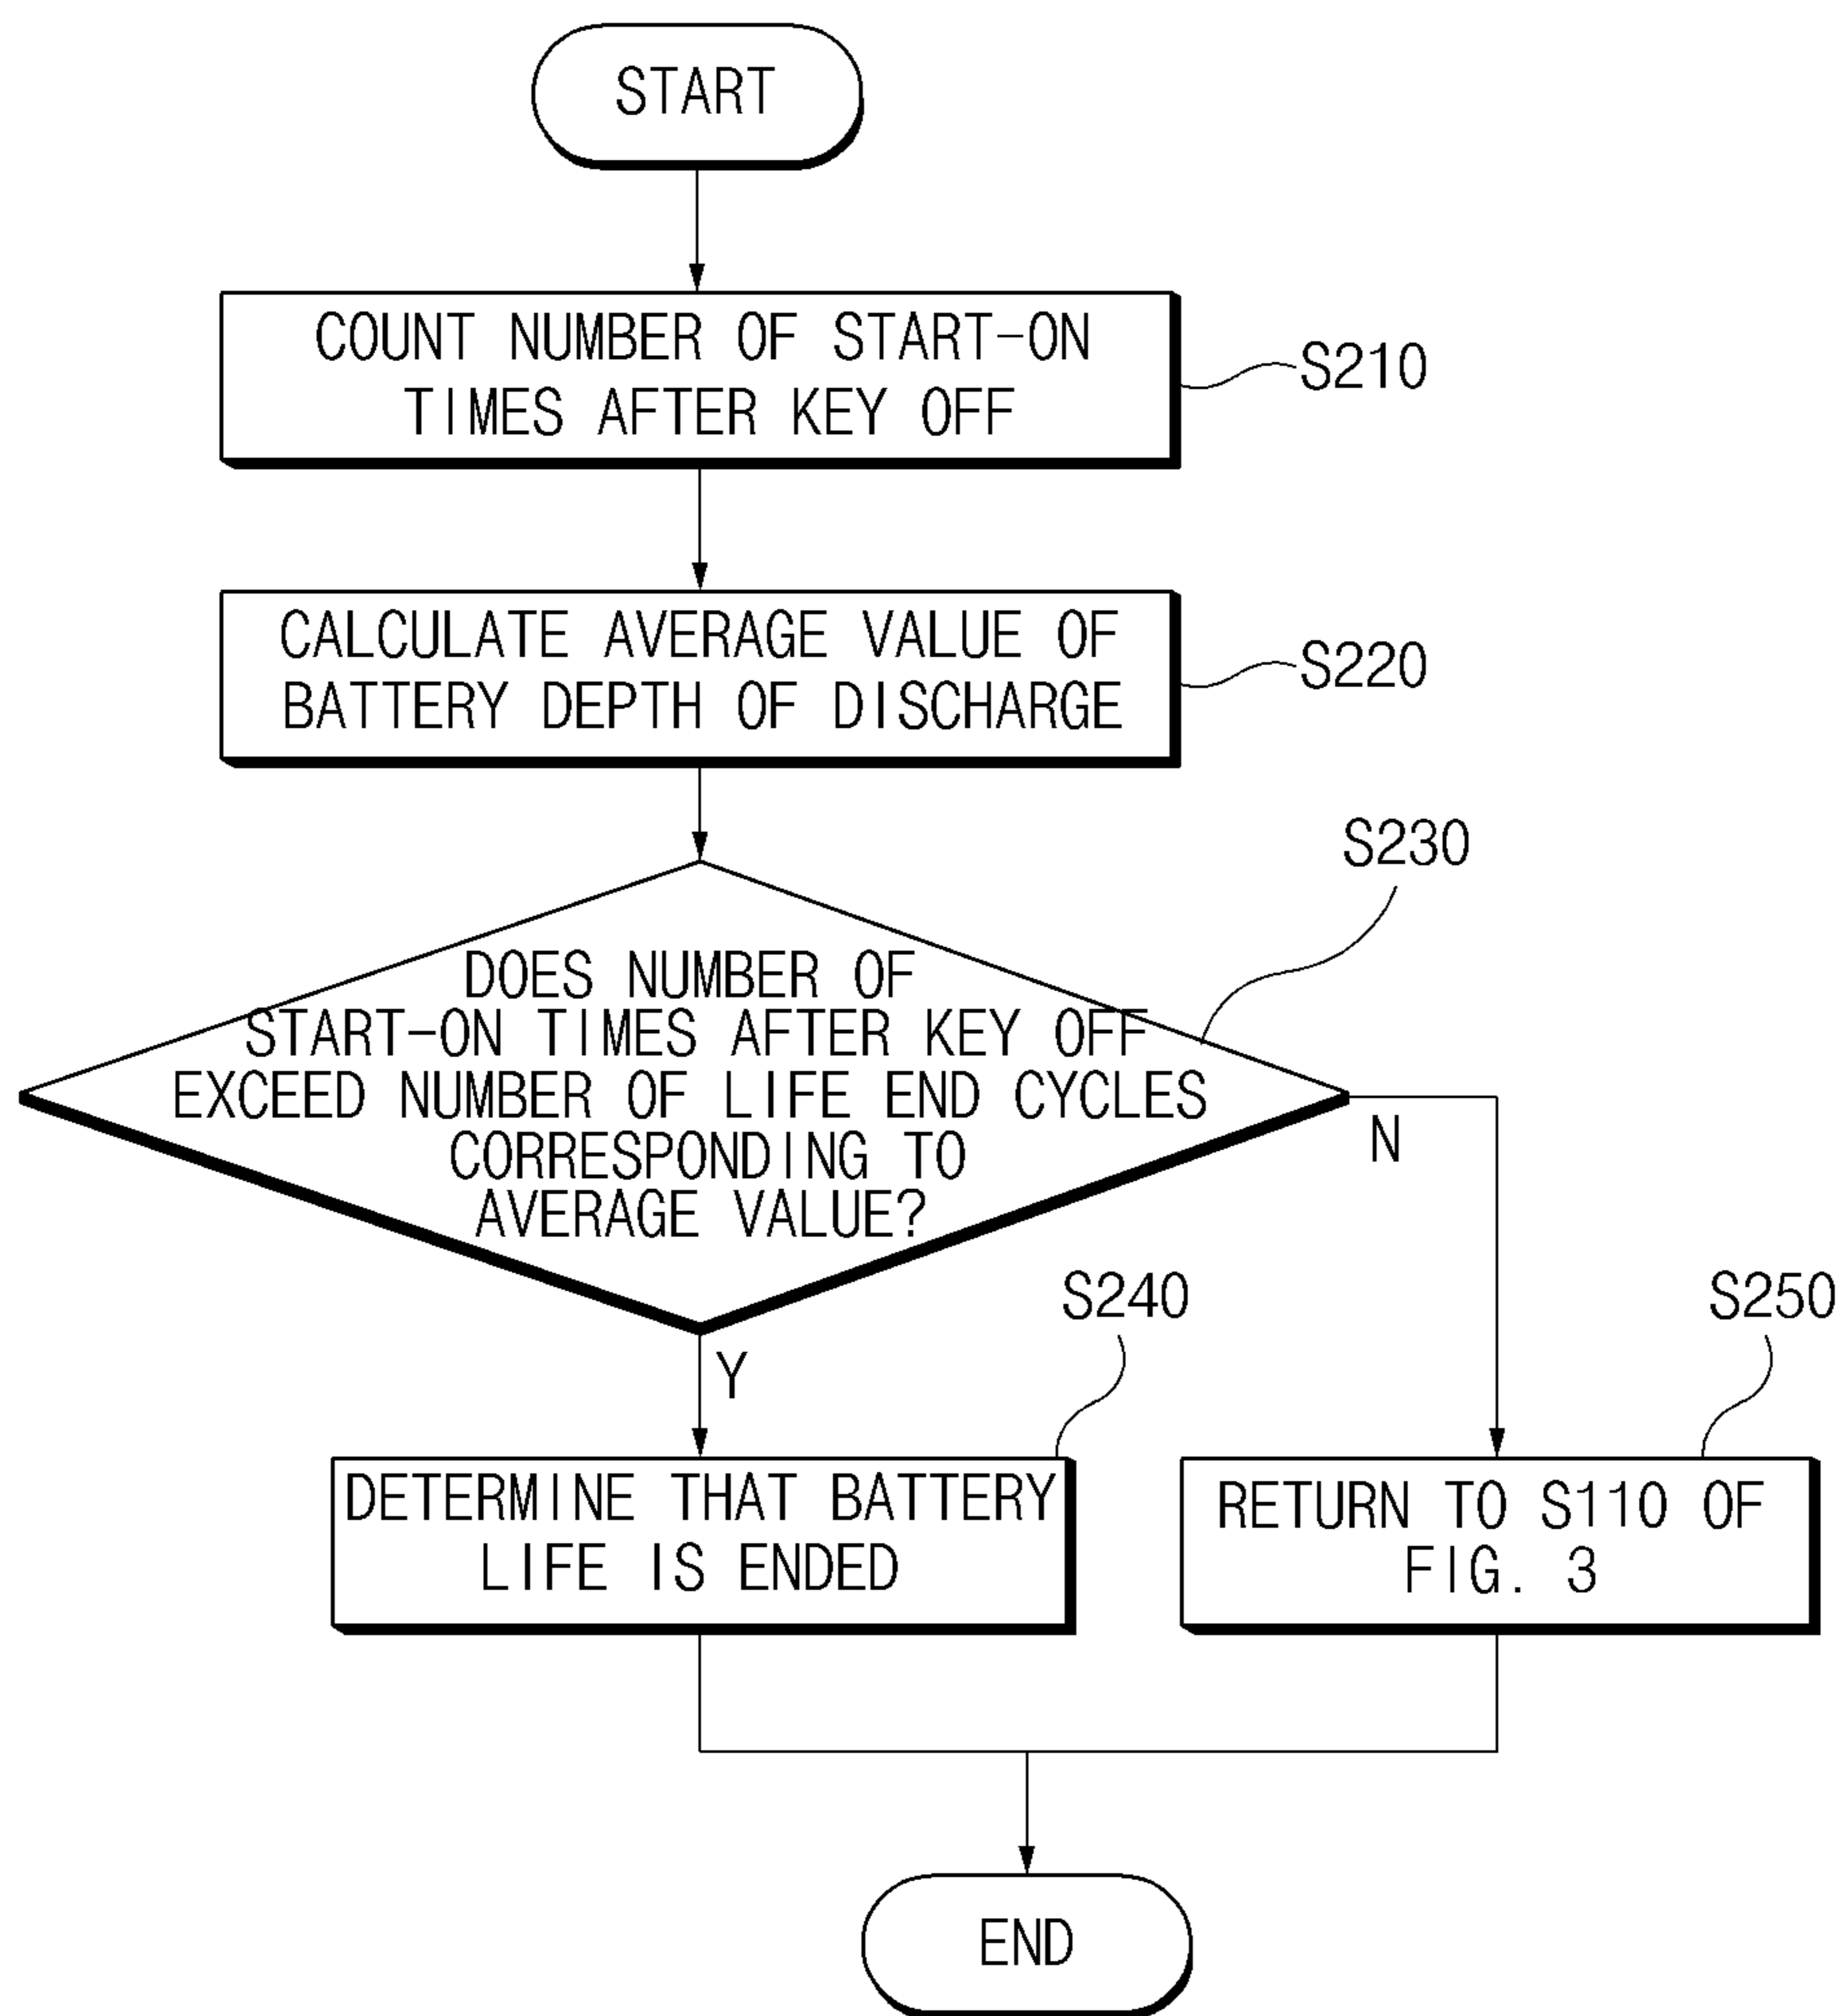 START
COUNT NUMBER OF START-ON
TIMES AFTER KEY OFF
S210
CALCULATE AVERAGE VALUE OF
BATTERY DEPTH OF DISCHARGE
S220
S230
DOES NUMBER OF
START-ON TIMES AFTER KEY OFF
EXCEED NUMBER OF LIFE END CYCLES
CORRESPONDING TO
AVERAGE VALUE?
N
Y
S240
S250
DETERMINE THAT BATTERY
LIFE IS ENDED
RETURN TO S110 OF
FIG. 3
END